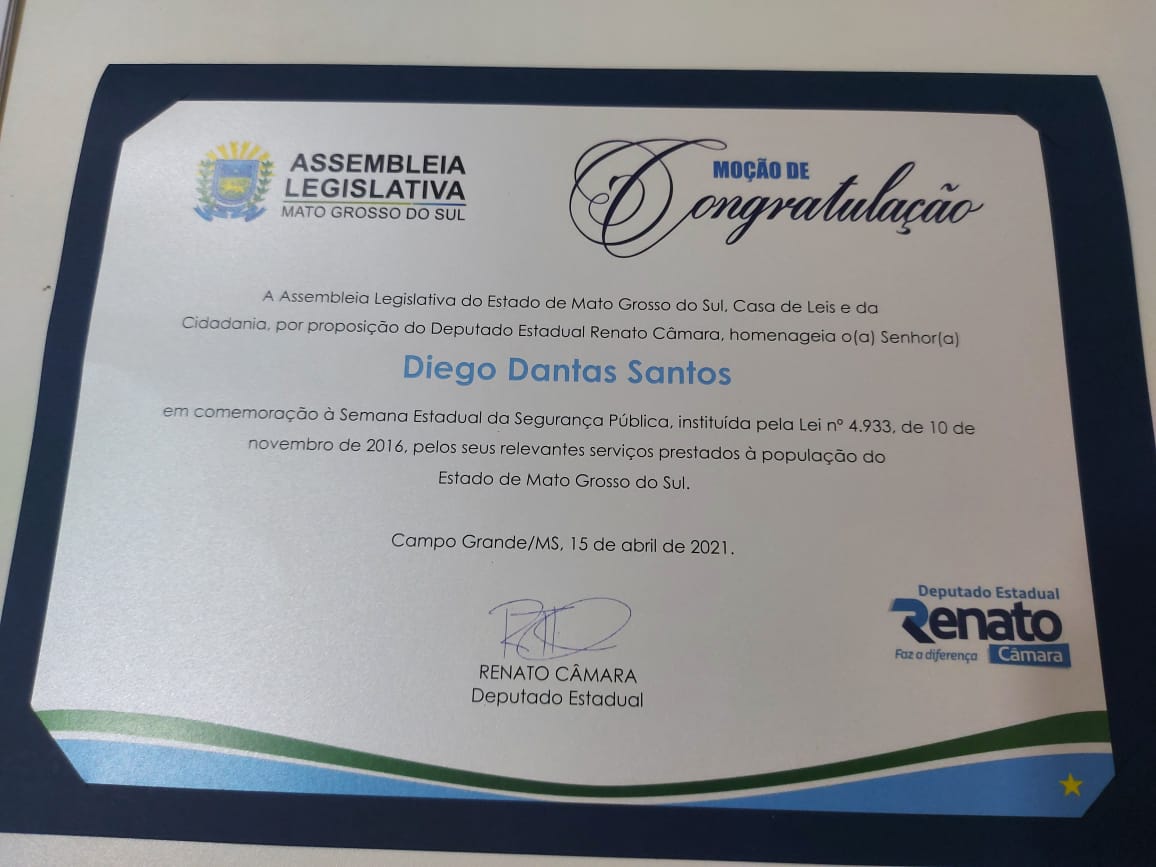 ASSEMBLEIA
LEGISLATIVA
MATO GROSSO DO SUL
MOÇÃO DE
Congratulação
A Assembleia Legislativa do Estado de Mato Grosso do Sul, Casa de Leis e da
Cidadania, por proposição do Deputado Estadual Renato Câmara, homenageia o(a) Senhor(a)
Diego Dantas Santos
em comemoração à Semana Estadual da Segurança Pública, instituída pela Lei nº 4.933, de 10 de
novembro de 2016, pelos seus relevantes serviços prestados à população do
Estado de Mato Grosso do Sul.
Campo Grande/MS, 15 de abril de 2021.
RENATO CÂMARA
Deputado Estadual
Deputado Estadual
Renato
Faz a diferença Câmara